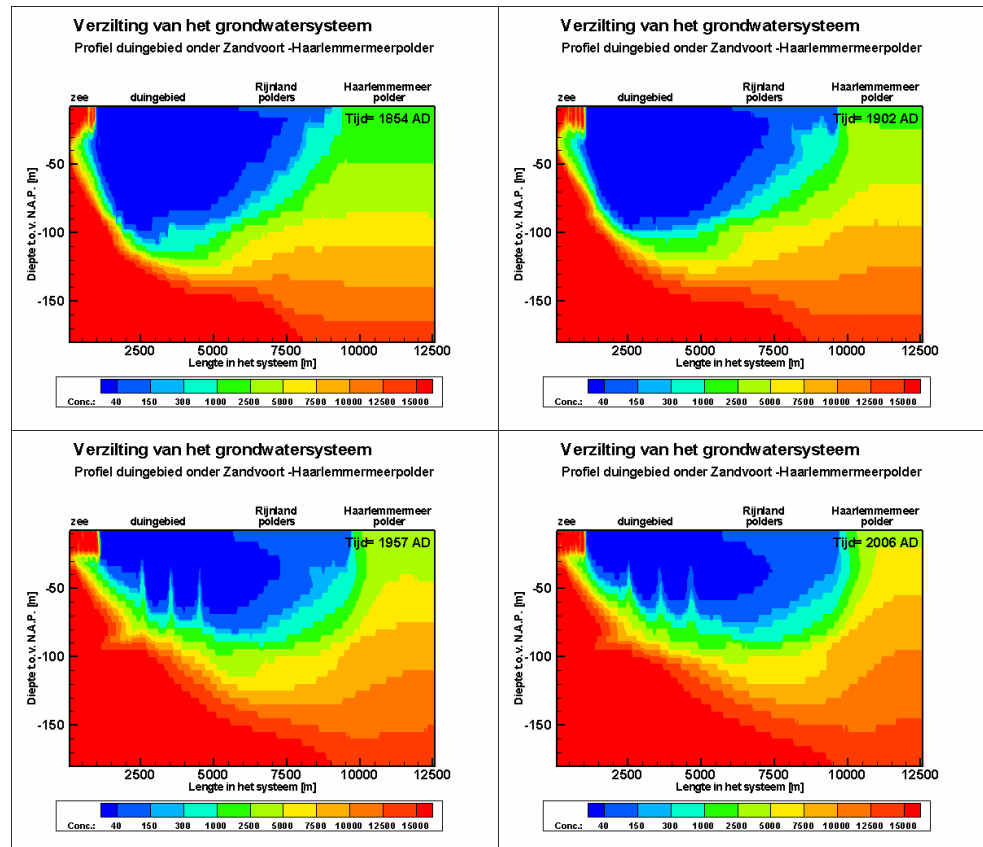 Verzilting van het grondwatersysteem
Profiel duingebied onder Zandvoort -Haarlemmermeerpolder
zee duingebied Rijnland polders Haarlemmermeer polder
Tijd= 1854 AD
Diepte t.o.v. N.A.P. [m]
-50
-100
-150
2500 5000 7500 10000 12500
Lengte in het systeem [m]
Conc.: 40 150 300 1000 2500 5000 7500 10000 12500 15000
Verzilting van het grondwatersysteem
Profiel duingebied onder Zandvoort -Haarlemmermeerpolder
zee duingebied Rijnland polders Haarlemmermeer polder
Tijd= 1902 AD
Diepte t.o.v. N.A.P. [m]
-50
-100
-150
2500 5000 7500 10000 12500
Lengte in het systeem [m]
Conc.: 40 150 300 1000 2500 5000 7500 10000 12500 15000
Verzilting van het grondwatersysteem
Profiel duingebied onder Zandvoort -Haarlemmermeerpolder
zee duingebied Rijnland polders Haarlemmermeer polder
Tijd= 1957 AD
Diepte t.o.v. N.A.P. [m]
-50
-100
-150
2500 5000 7500 10000 12500
Lengte in het systeem [m]
Conc.: 40 150 300 1000 2500 5000 7500 10000 12500 15000
Verzilting van het grondwatersysteem
Profiel duingebied onder Zandvoort -Haarlemmermeerpolder
zee duingebied Rijnland polders Haarlemmermeer polder
Tijd= 2006 AD
Diepte t.o.v. N.A.P. [m]
-50
-100
-150
2500 5000 7500 10000 12500
Lengte in het systeem [m]
Conc.: 40 150 300 1000 2500 5000 7500 10000 12500 15000